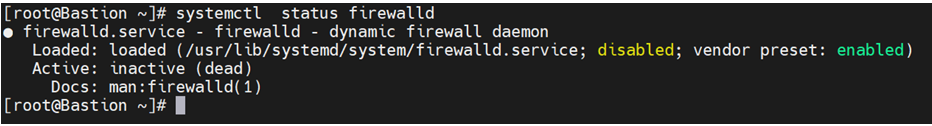 [root@Bastion ~]# systemctl  status firewalld
● firewalld.service - firewalld - dynamic firewall daemon
   Loaded: loaded (/usr/lib/systemd/system/firewalld.service; disabled; vendor preset: enabled)
   Active: inactive (dead)
     Docs: man:firewalld(1)
[root@Bastion ~]#